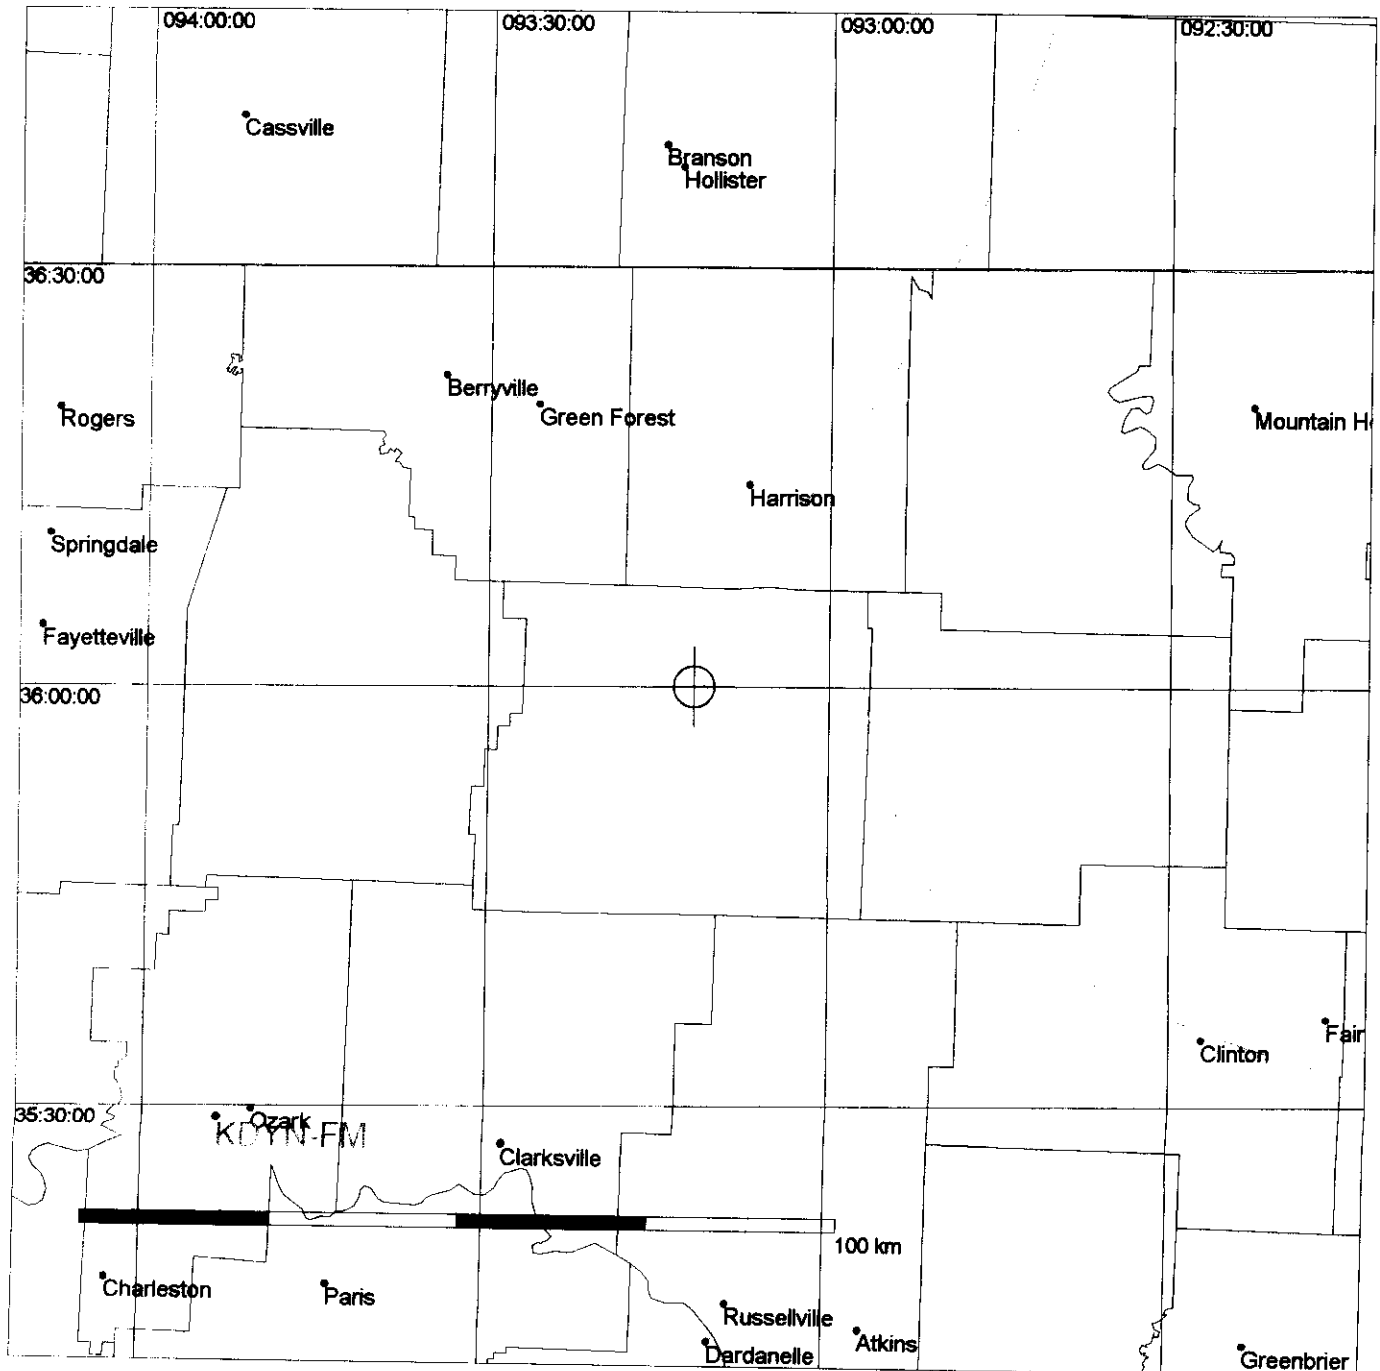 094:00:00
093:30:00
093:00:00
092:30:00
Cassville
Branson
Hollister
36:30:00
Berryville
Green Forest
Rogers
Mountain H
Harrison
Springdale
Fayetteville
36:00:00
Clinton
Fair
35:30:00
Ozark
KDYN-FM
Clarksville
100 km
Charleston
Paris
Russellville
Atkins
Dardanelle
Greenbrier